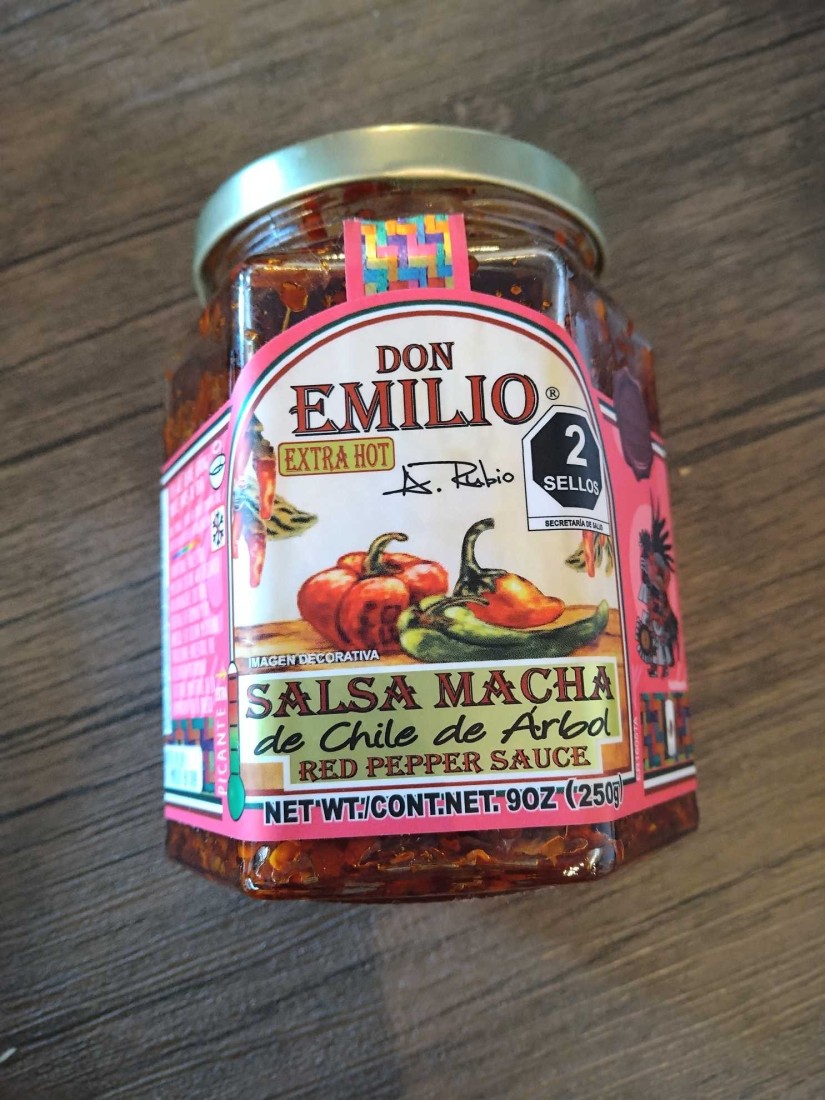 DON
EMILIO®
EXTRA HOT
A. Rubio
2
SELLOS
SECRETARÍA DE SALUD
IMAGEN DECORATIVA
SALSA MACHA
de Chile de Árbol
RED PEPPER SAUCE
NET WT./CONT.NET. 9OZ (250g)
PICANTE